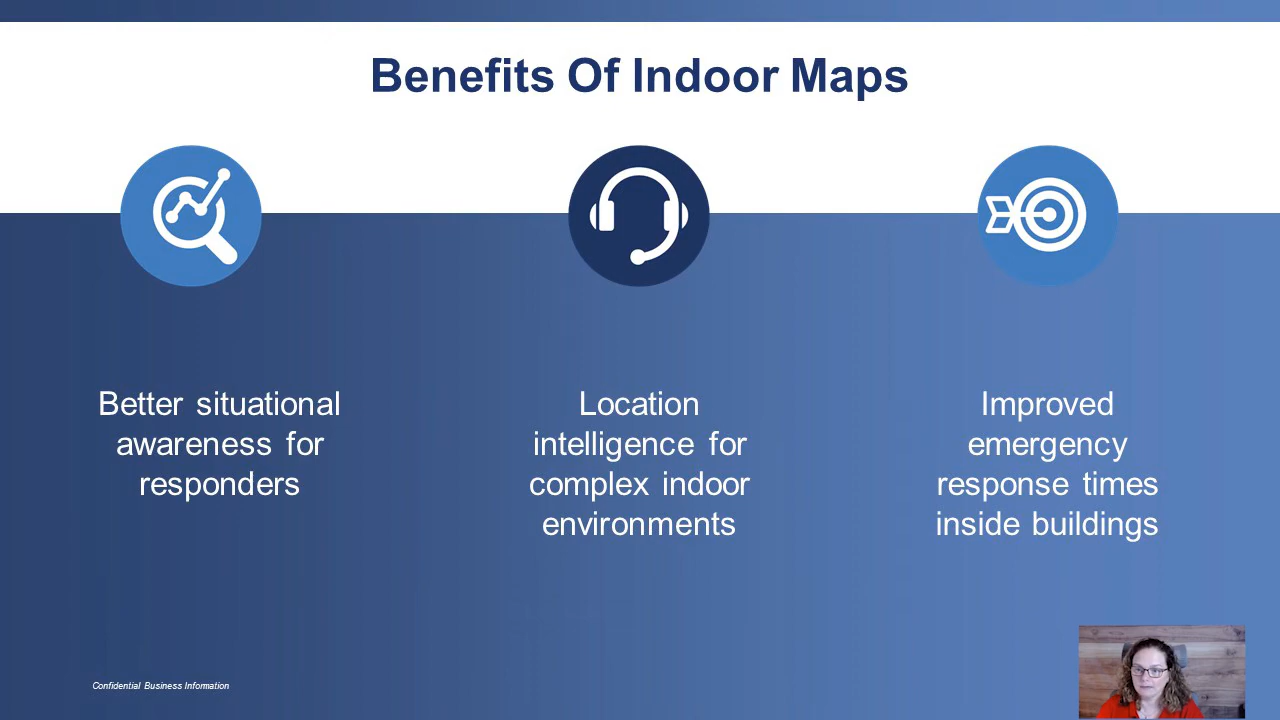 Benefits Of Indoor Maps
Better situational
awareness for
responders
Location
intelligence for
complex indoor
environments
Improved
emergency
response times
inside buildings
Confidential Business Information